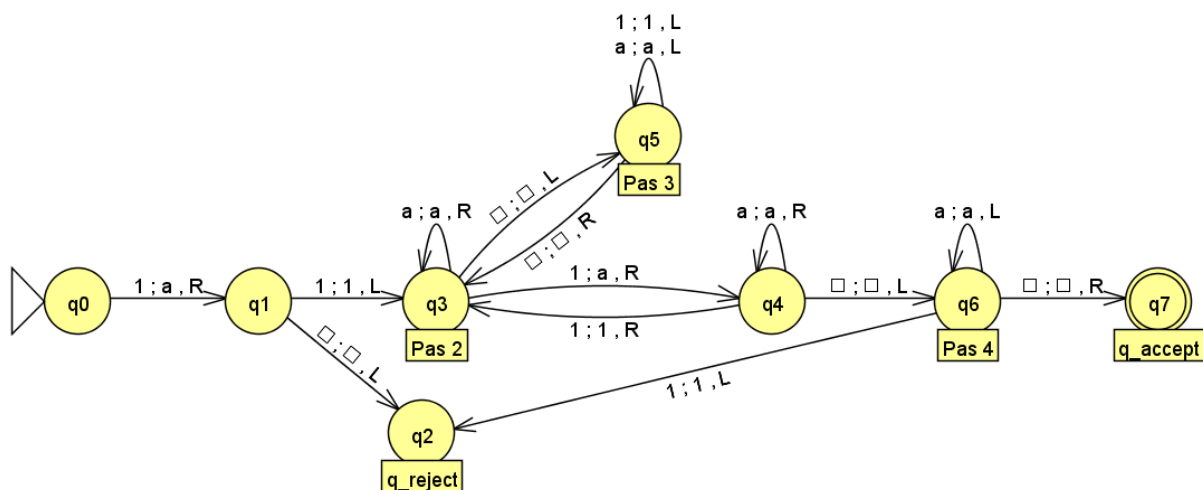 1 ; 1 , L
a ; a , L
q5
Pas 3
□ ; □ , L
□ ; □ , R
a ; a , R
a ; a , R
a ; a , L
q0
1 ; a , R
q1
1 ; 1 , L
q3
Pas 2
1 ; a , R
1 ; 1 , R
q4
□ ; □ , L
q6
Pas 4
□ ; □ , R
q7
q_accept
□ ; □ , L
1 ; 1 , L
q2
q_reject